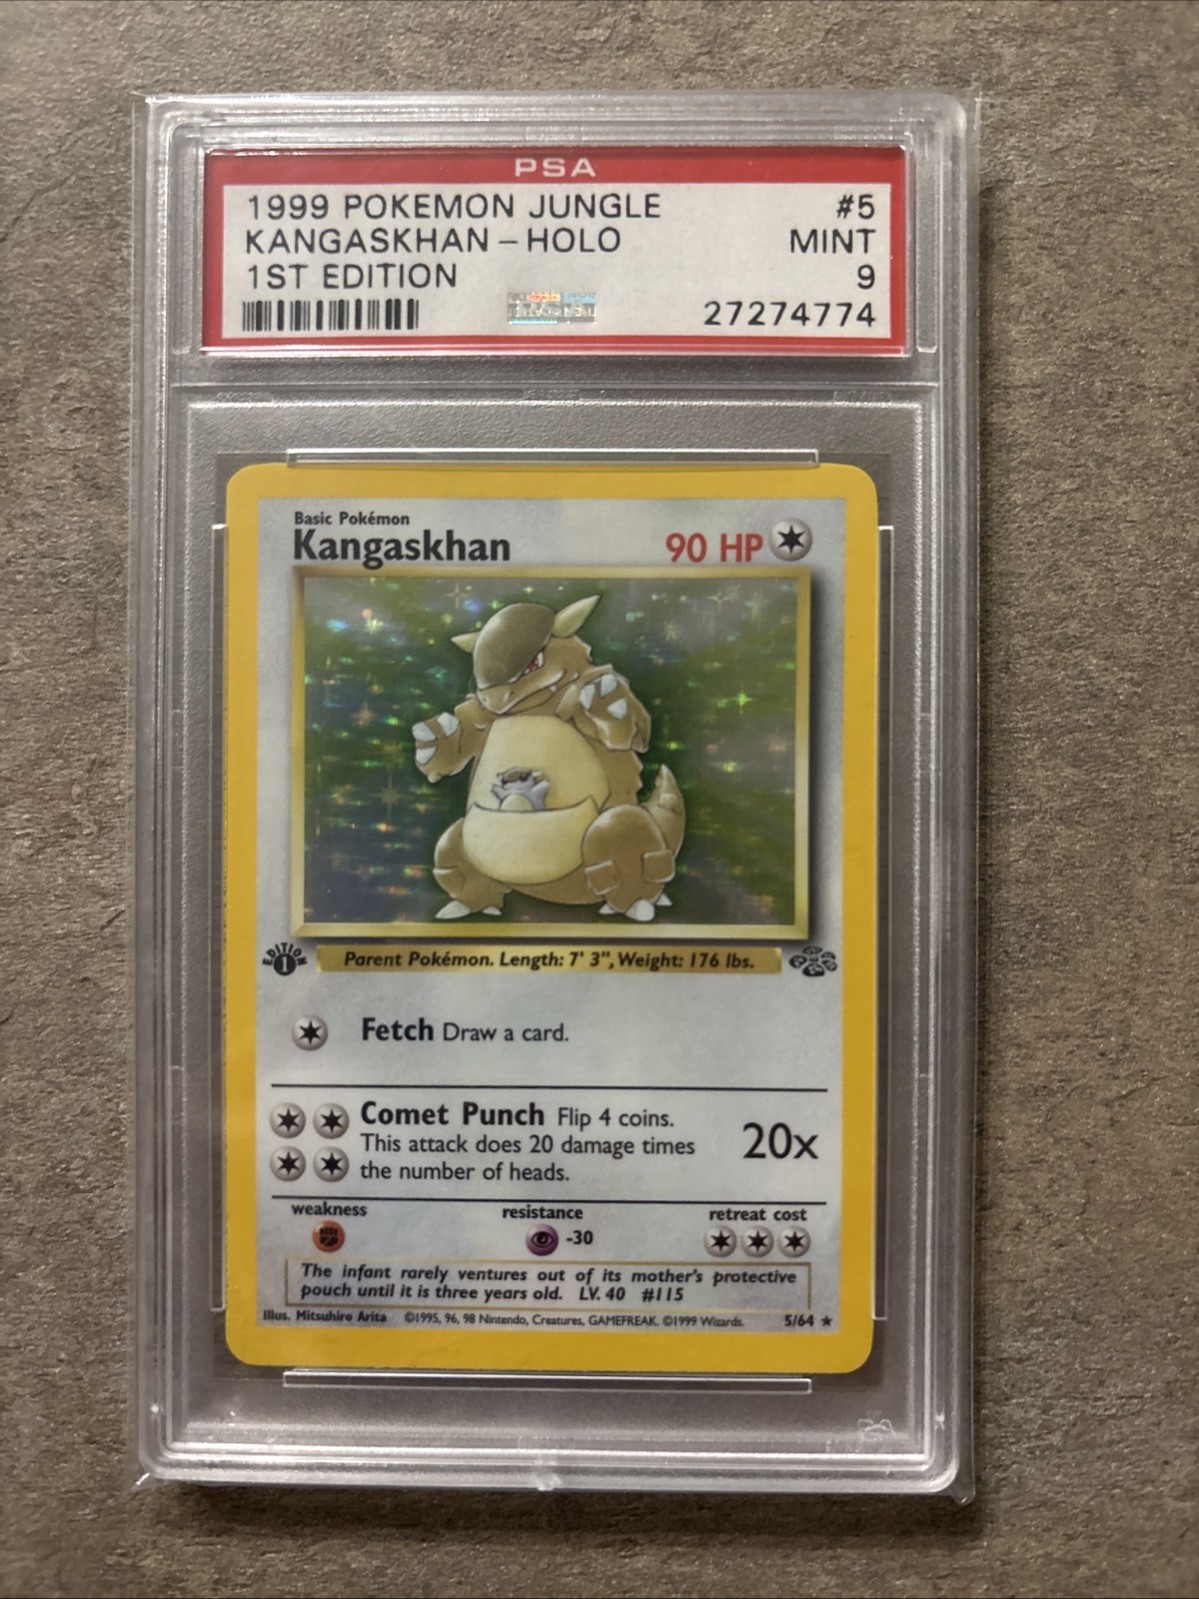 PSA
1999 POKEMON JUNGLE #5
KANGASKHAN – HOLO MINT
1ST EDITION 9
27274774
Basic Pokémon
Kangaskhan 90 HP
EDITION
1
Parent Pokémon. Length: 7' 3", Weight: 176 lbs.
Fetch Draw a card.
Comet Punch Flip 4 coins.
This attack does 20 damage times
the number of heads.
20x
weakness resistance retreat cost
-30
The infant rarely ventures out of its mother's protective
pouch until it is three years old. LV. 40 #115
Illus. Mitsuhiro Arita ©1995, 96, 98 Nintendo, Creatures, GAMEFREAK. ©1999 Wizards. 5/64 ★